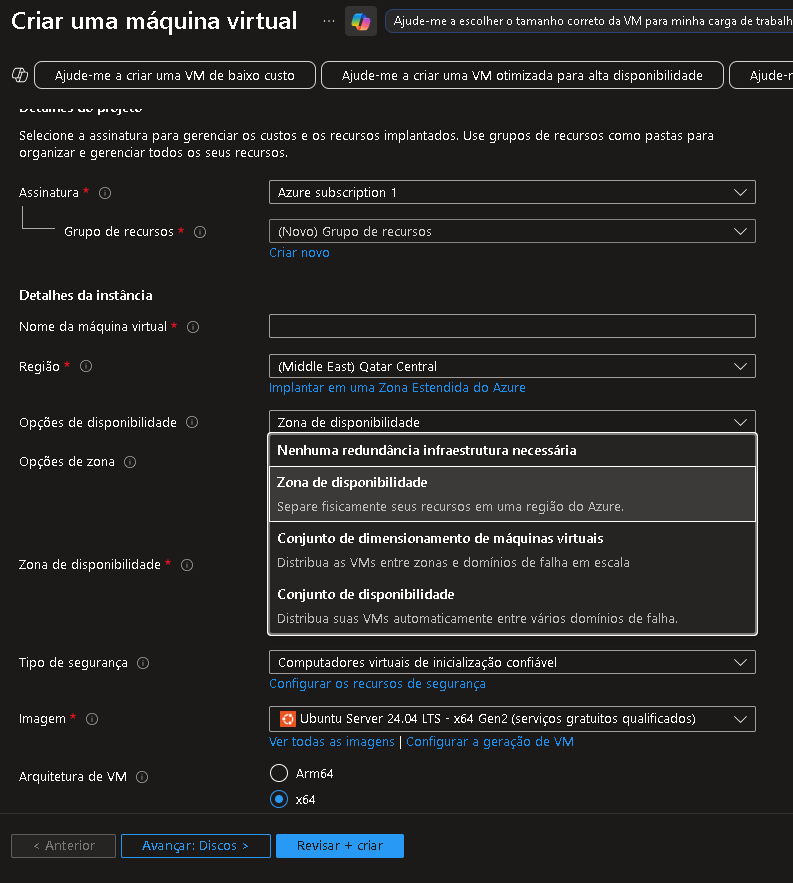 Criar uma máquina virtual
...
Ajude-me a escolher o tamanho correto da VM para minha carga de trabalh
Ajude-me a criar uma VM de baixo custo
Ajude-me a criar uma VM otimizada para alta disponibilidade
Ajude-
Detalhes do projeto
Selecione a assinatura para gerenciar os custos e os recursos implantados. Use grupos de recursos como pastas para
organizar e gerenciar todos os seus recursos.
Assinatura *
Azure subscription 1
Grupo de recursos *
(Novo) Grupo de recursos
Criar novo
Detalhes da instância
Nome da máquina virtual *
Região *
(Middle East) Qatar Central
Implantar em uma Zona Estendida do Azure
Opções de disponibilidade
Zona de disponibilidade
Nenhuma redundância infraestrutura necessária
Opções de zona
Zona de disponibilidade
Separe fisicamente seus recursos em uma região do Azure.
Conjunto de dimensionamento de máquinas virtuais
Distribua as VMs entre zonas e domínios de falha em escala
Zona de disponibilidade *
Conjunto de disponibilidade
Distribua suas VMs automaticamente entre vários domínios de falha.
Tipo de segurança
Computadores virtuais de inicialização confiável
Configurar os recursos de segurança
Imagem *
Ubuntu Server 24.04 LTS - x64 Gen2 (serviços gratuitos qualificados)
Ver todas as imagens | Configurar a geração de VM
Arquitetura de VM
Arm64
x64
< Anterior
Avançar: Discos >
Revisar + criar